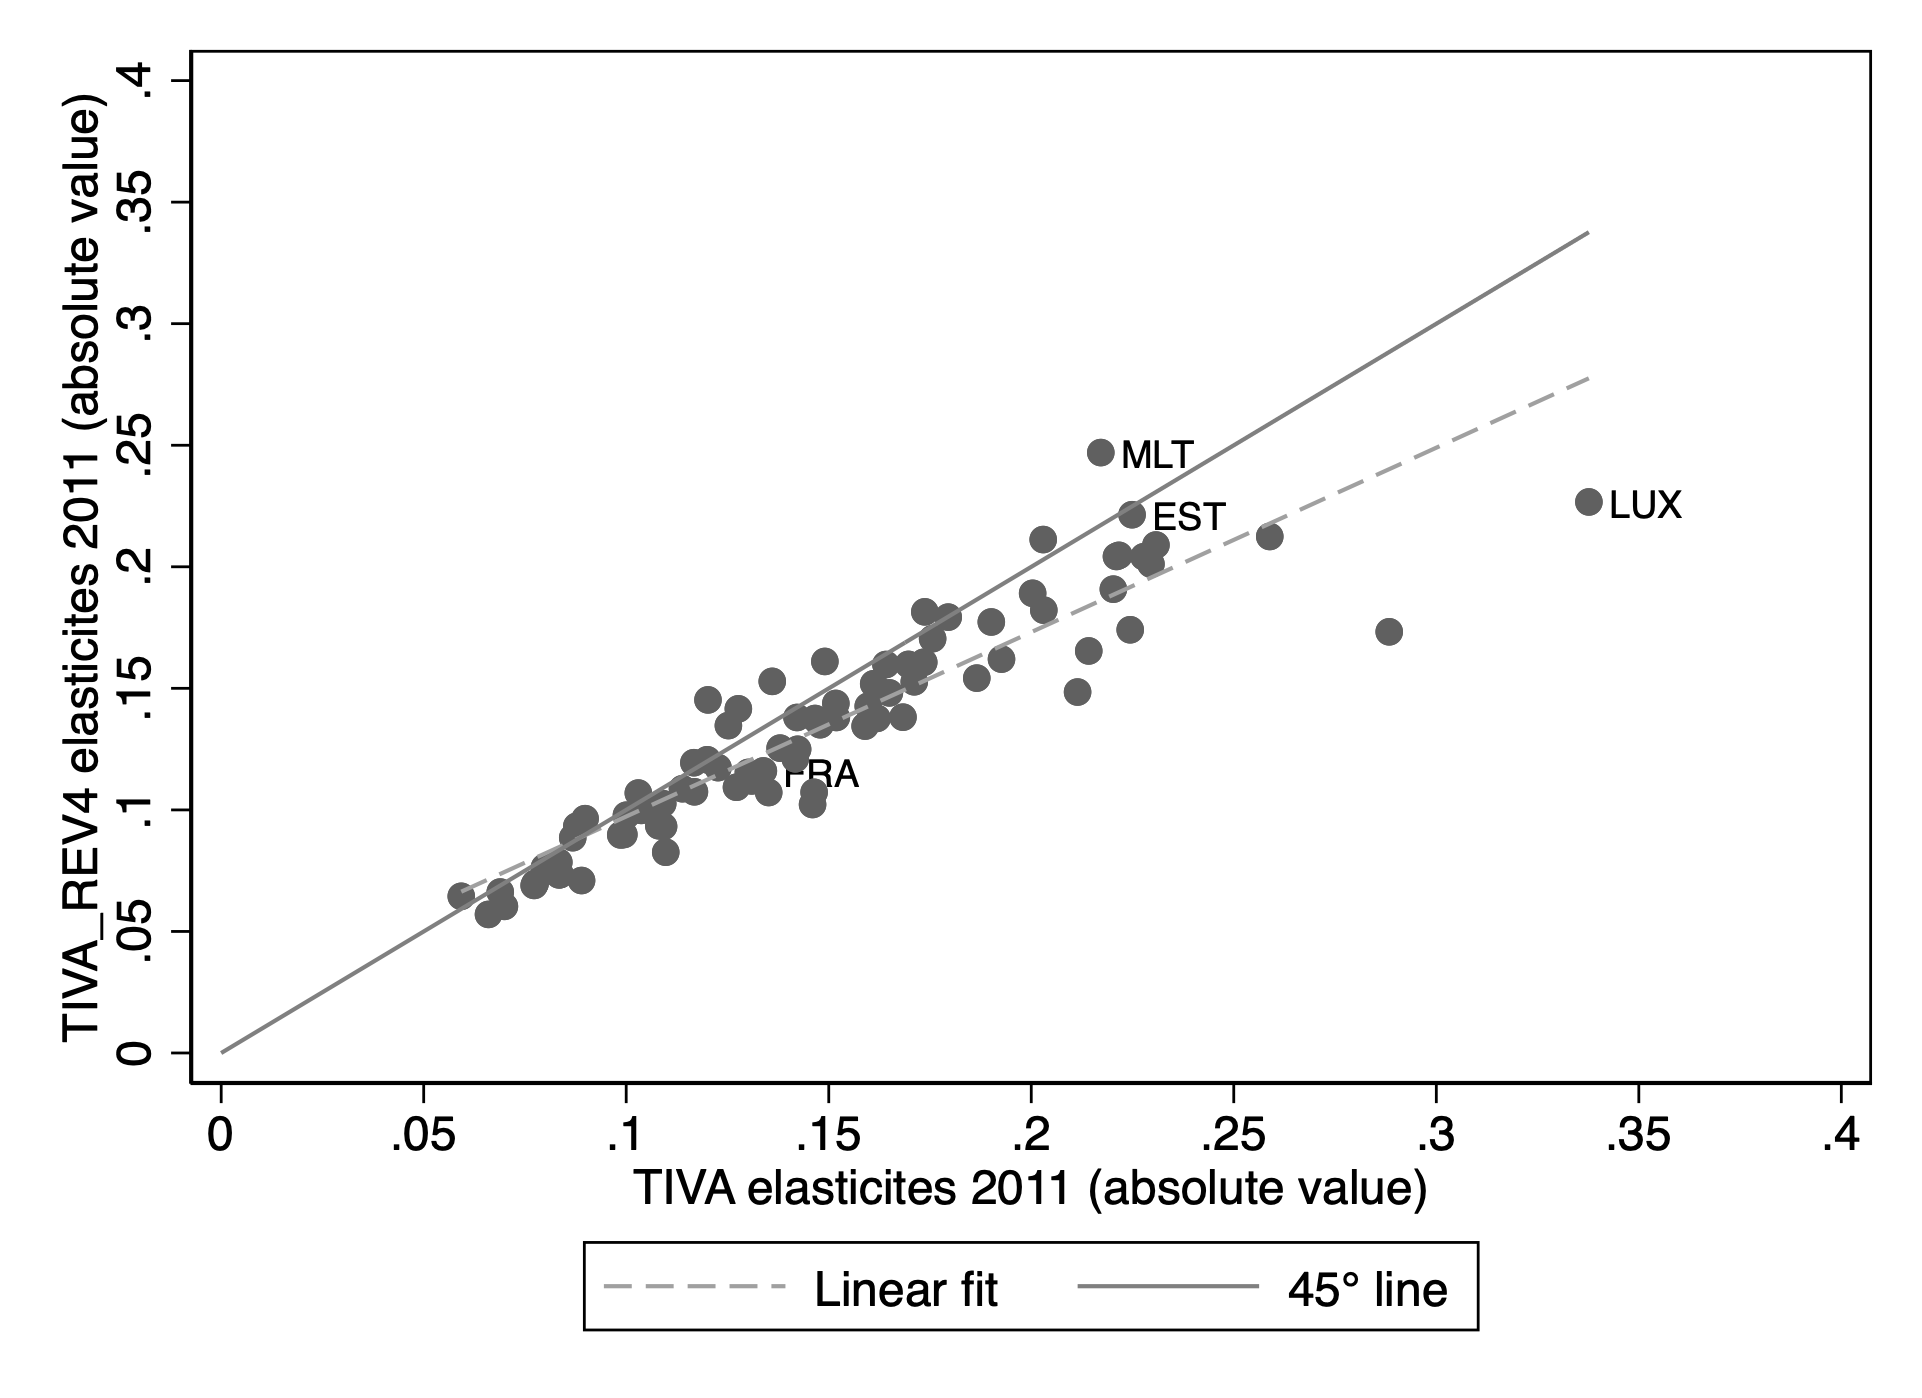 TIVA_REV4 elasticites 2011 (absolute value)
.4
.35
.3
.25
.2
.15
.1
.05
0
MLT
EST
LUX
FRA
0 .05 .1 .15 .2 .25 .3 .35 .4
TIVA elasticites 2011 (absolute value)
Linear fit 45° line